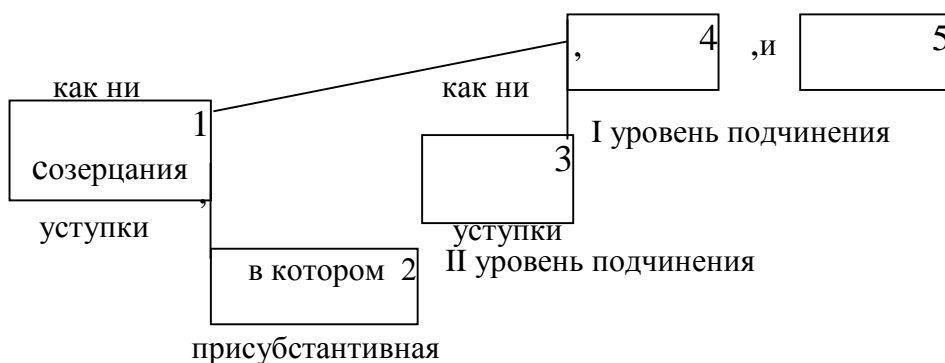 , 4 ,и 5
как ни как ни
1 I уровень подчинения
созерцания 3
,
уступки уступки
II уровень подчинения
в котором 2
присубстантивная